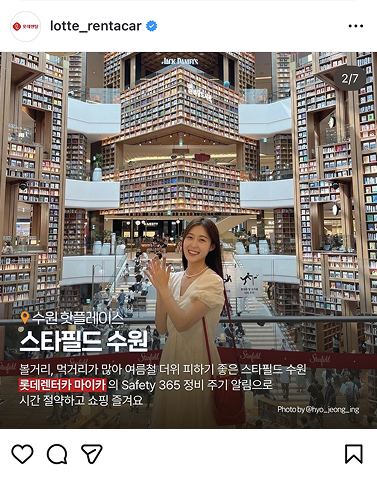 롯데렌탈
lotte_rentacar
JACK DANIEL'S
2/7
수원 핫플레이스
스타필드 수원
볼거리, 먹거리가 많아 여름철 더위 피하기 좋은 스타필드 수원
롯데렌터카 마이카의 Safety 365 정비 주기 알림으로
시간 절약하고 쇼핑 즐겨요
Photo by @hyo_jeong_ing